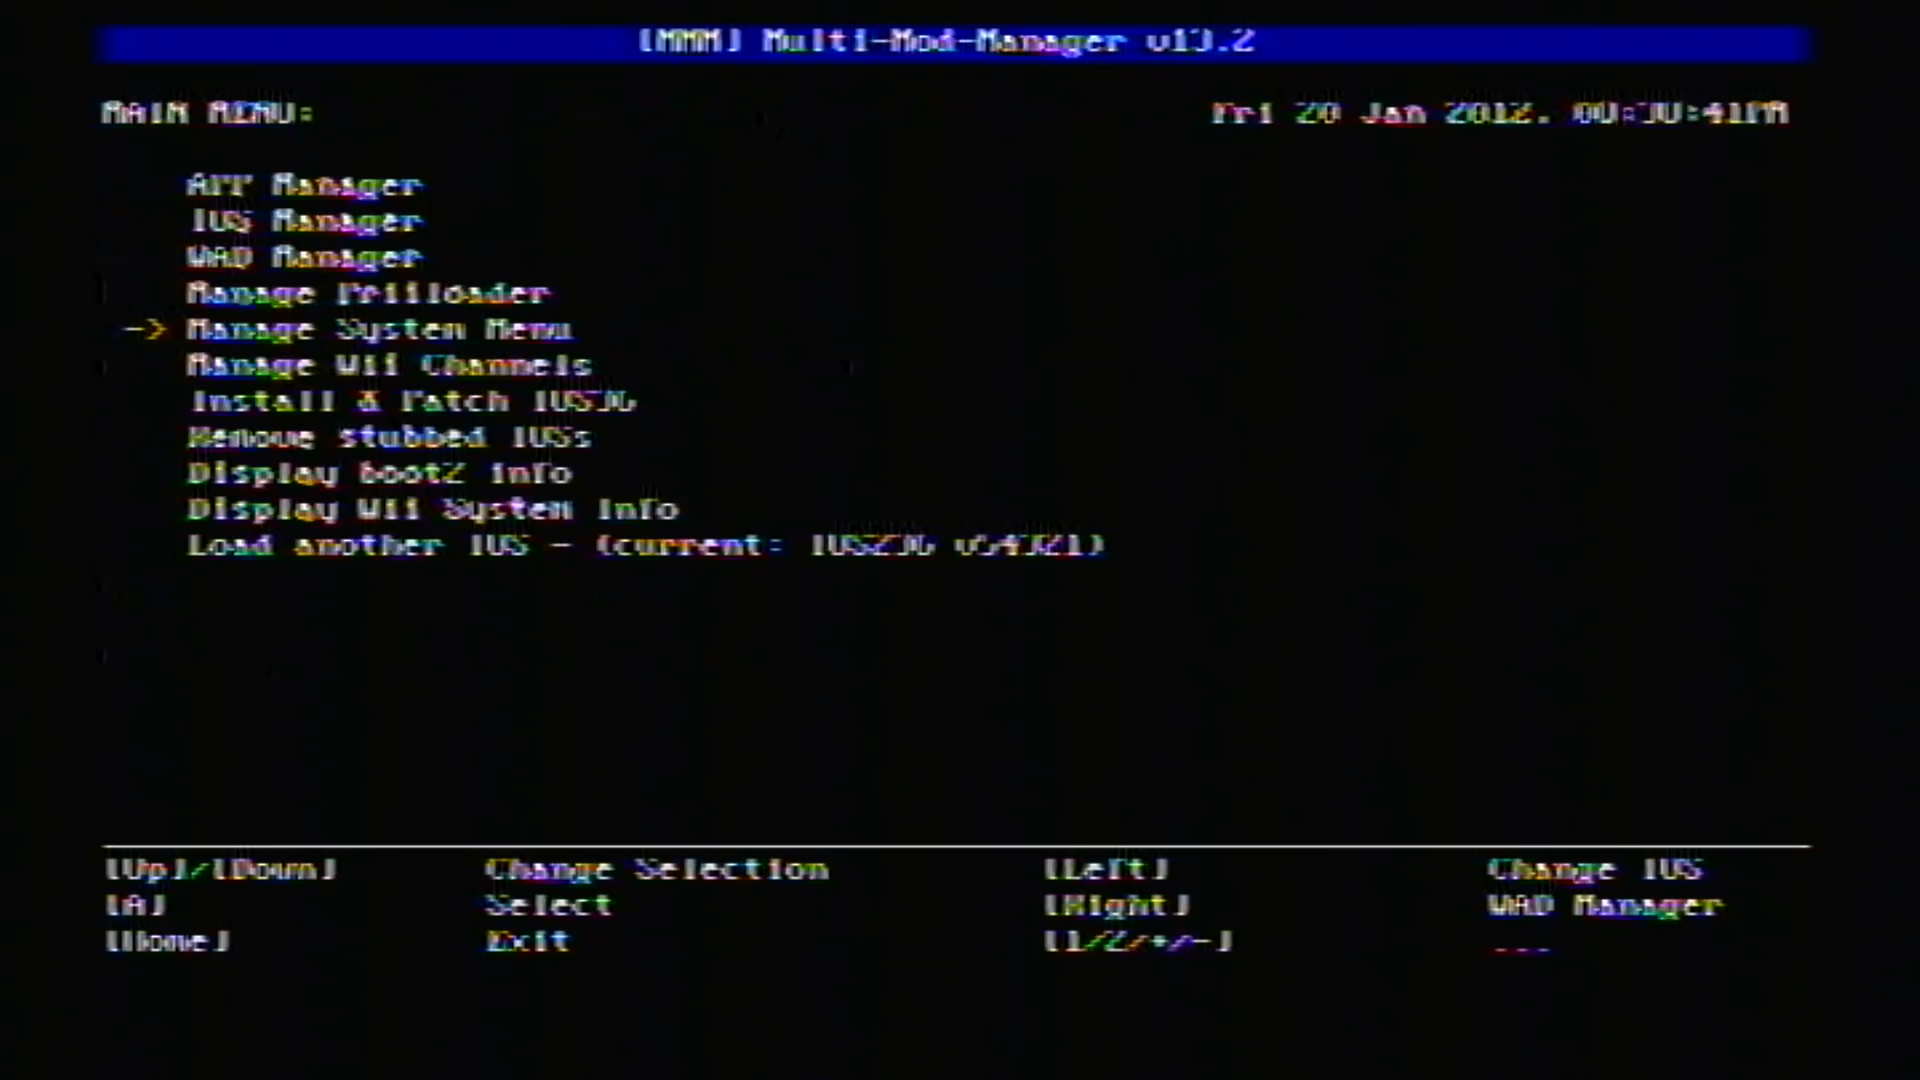 [MMM] Multi-Mod-Manager v13.2
MAIN MENU: Fri 20 Jan 2012, 00:30:41PM
APP Manager
IOS Manager
WAD Manager
Manage Priiloader
-> Manage System Menu
Manage Wii Channels
Install & Patch IOS36
Remove stubbed IOSs
Display boot2 info
Display Wii System Info
Load another IOS - (current: IOS236 v54321)
[Up]/[Down] Change Selection [Left] Change IOS
[A] Select [Right] WAD Manager
[Home] Exit [1/2/+/-] ...